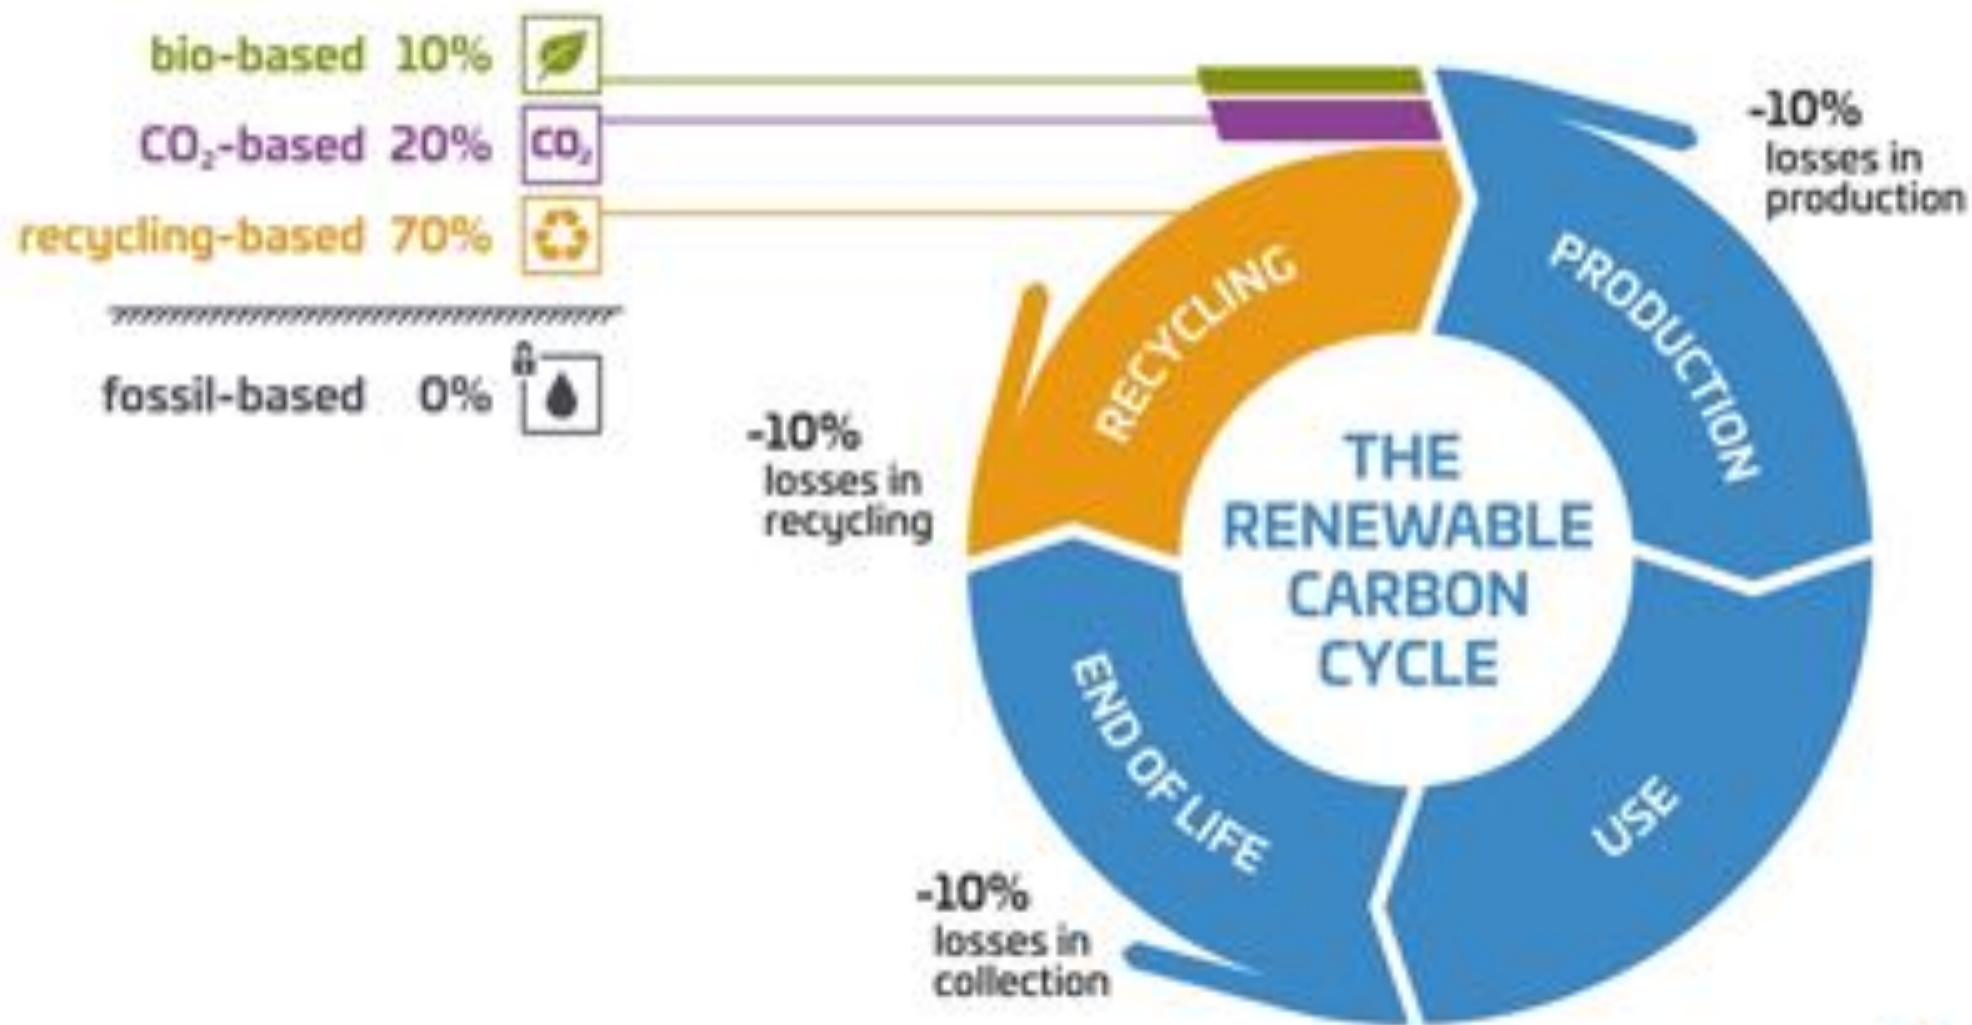 bio-based 10%
CO₂-based 20% CO₂
recycling-based 70%
fossil-based 0%
-10%
losses in
production
PRODUCTION
RECYCLING
-10%
losses in
recycling
THE
RENEWABLE
CARBON
CYCLE
END OF LIFE
USE
-10%
losses in
collection